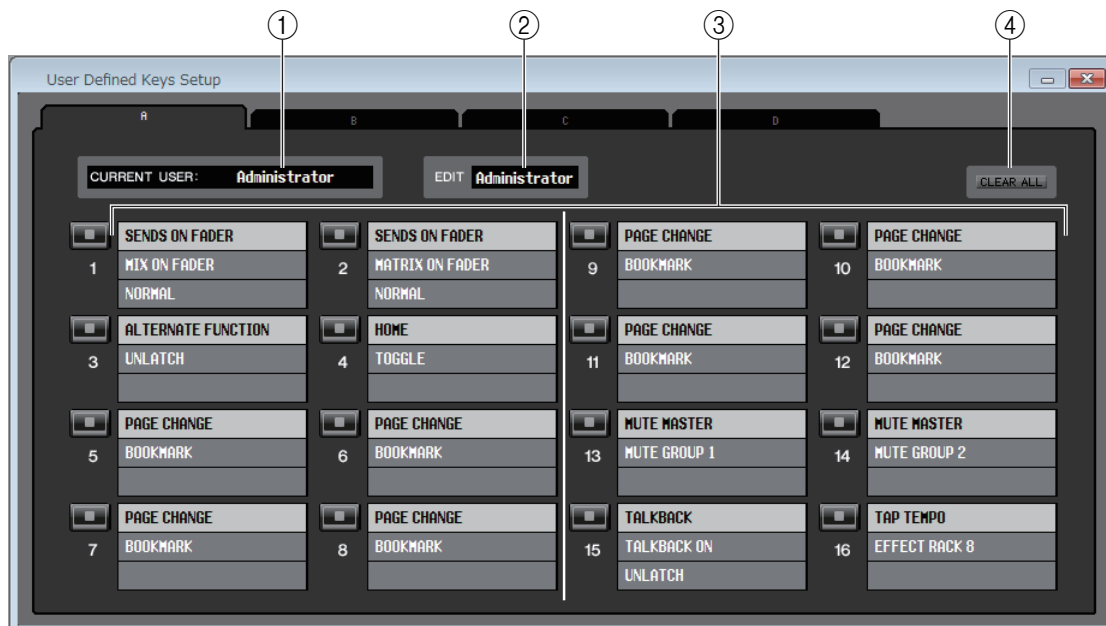 ① ② ③ ④
User Defined Keys Setup
A B C D
CURRENT USER: Administrator EDIT Administrator CLEAR ALL
SENDS ON FADER SENDS ON FADER PAGE CHANGE PAGE CHANGE
1 MIX ON FADER 2 MATRIX ON FADER 9 BOOKMARK 10 BOOKMARK
NORMAL NORMAL
ALTERNATE FUNCTION HOME PAGE CHANGE PAGE CHANGE
3 UNLATCH 4 TOGGLE 11 BOOKMARK 12 BOOKMARK
PAGE CHANGE PAGE CHANGE MUTE MASTER MUTE MASTER
5 BOOKMARK 6 BOOKMARK 13 MUTE GROUP 1 14 MUTE GROUP 2
PAGE CHANGE PAGE CHANGE TALKBACK TAP TEMPO
7 BOOKMARK 8 BOOKMARK 15 TALKBACK ON 16 EFFECT RACK 8
UNLATCH